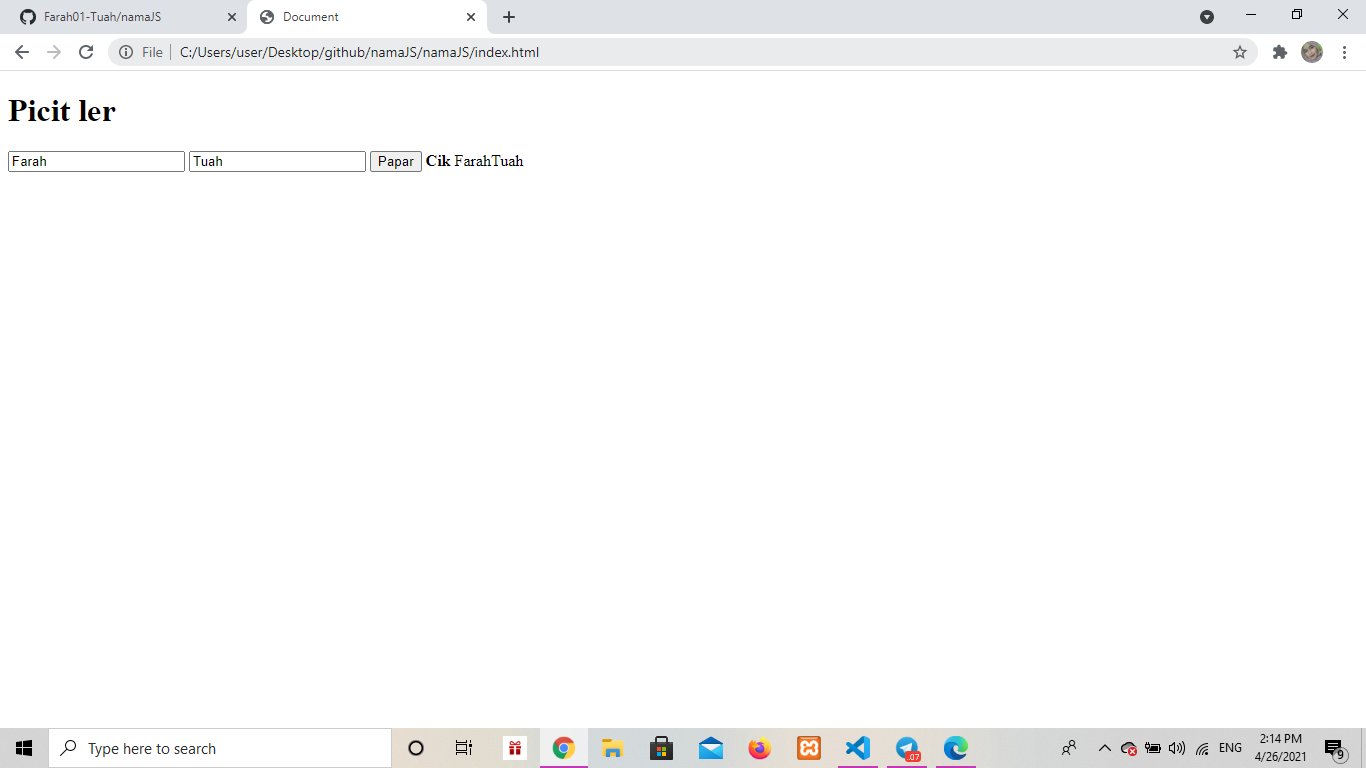 Farah01-Tuah/namaJS
Document
File
C:/Users/user/Desktop/github/namaJS/namaJS/index.html
Picit ler
Farah Tuah Papar Cik FarahTuah
Type here to search
.07
ENG
2:14 PM
4/26/2021
9